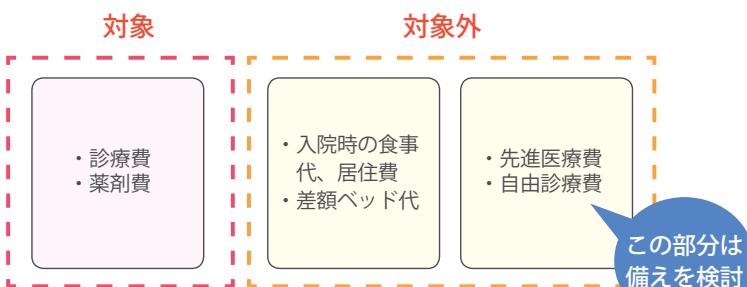 対象
対象外
・診療費
・薬剤費
・入院時の食事
代、居住費
・差額ベッド代
・先進医療費
・自由診療費
この部分は
備えを検討